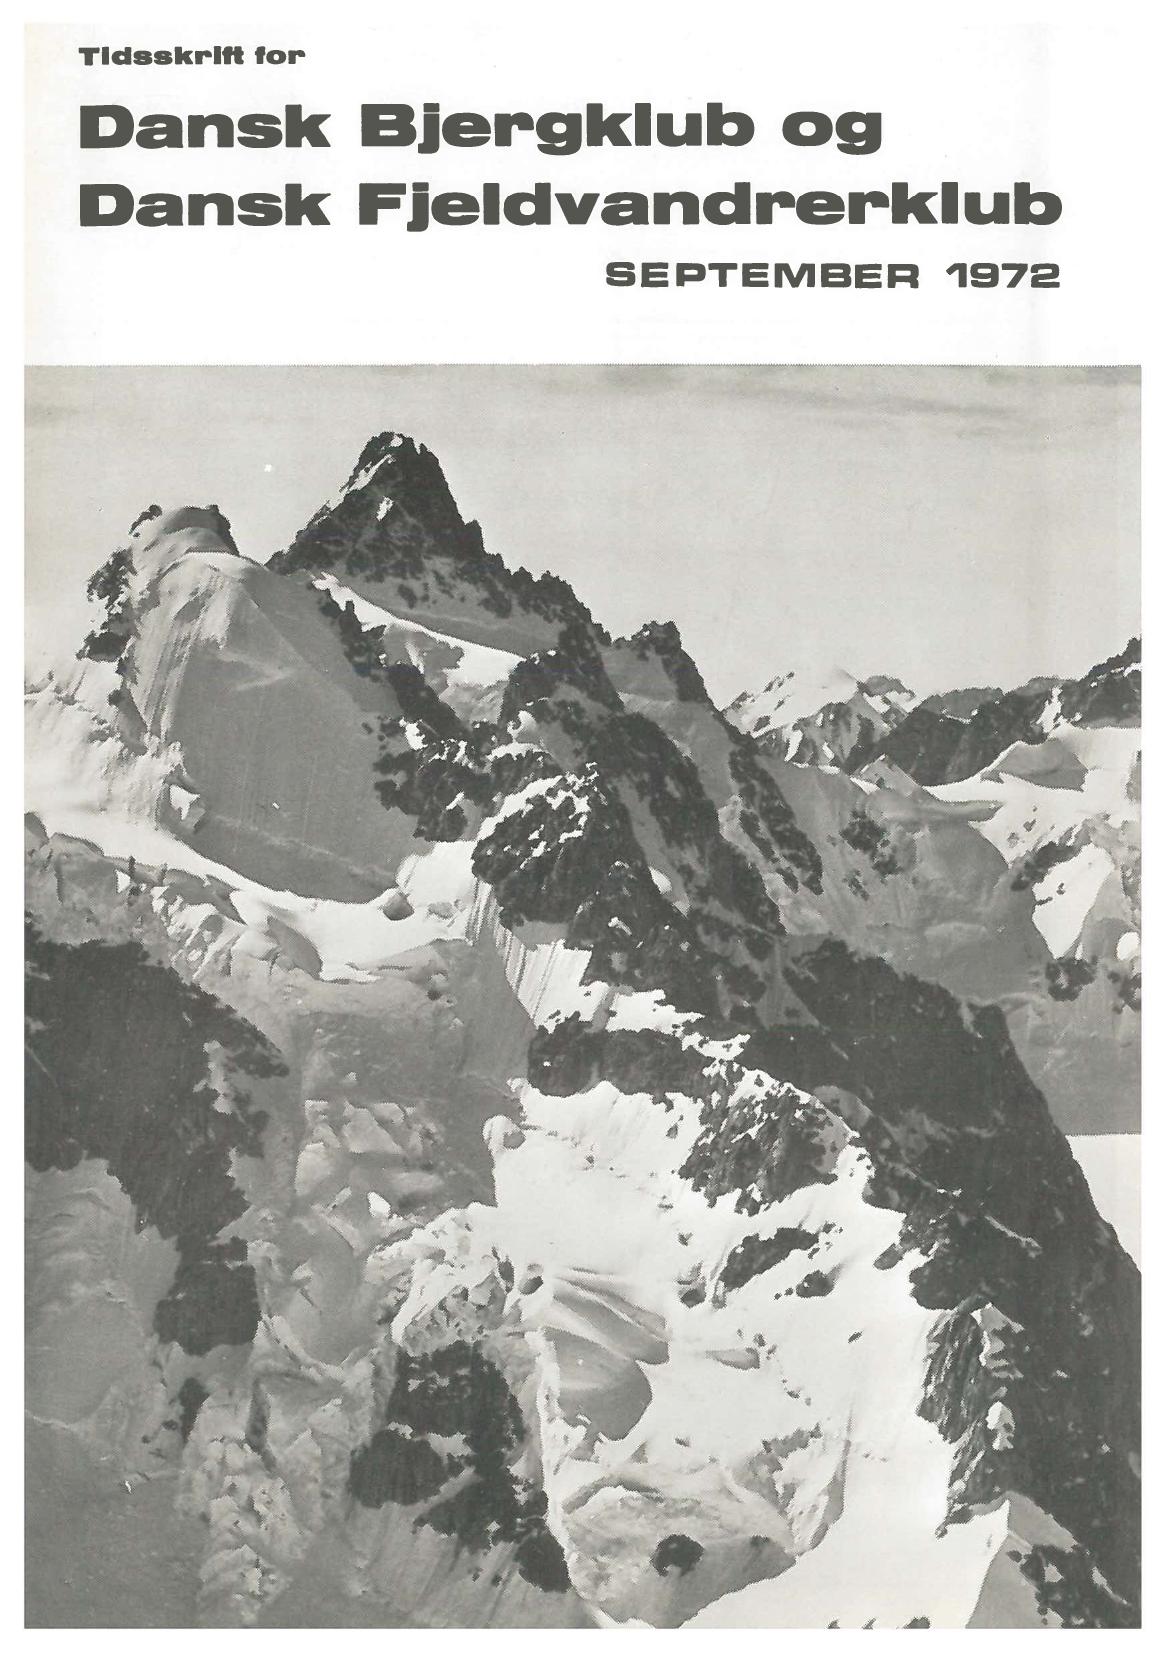 Tidsskrift for
Dansk Bjergklub og
Dansk Fjeldvandrerklub
SEPTEMBER 1972